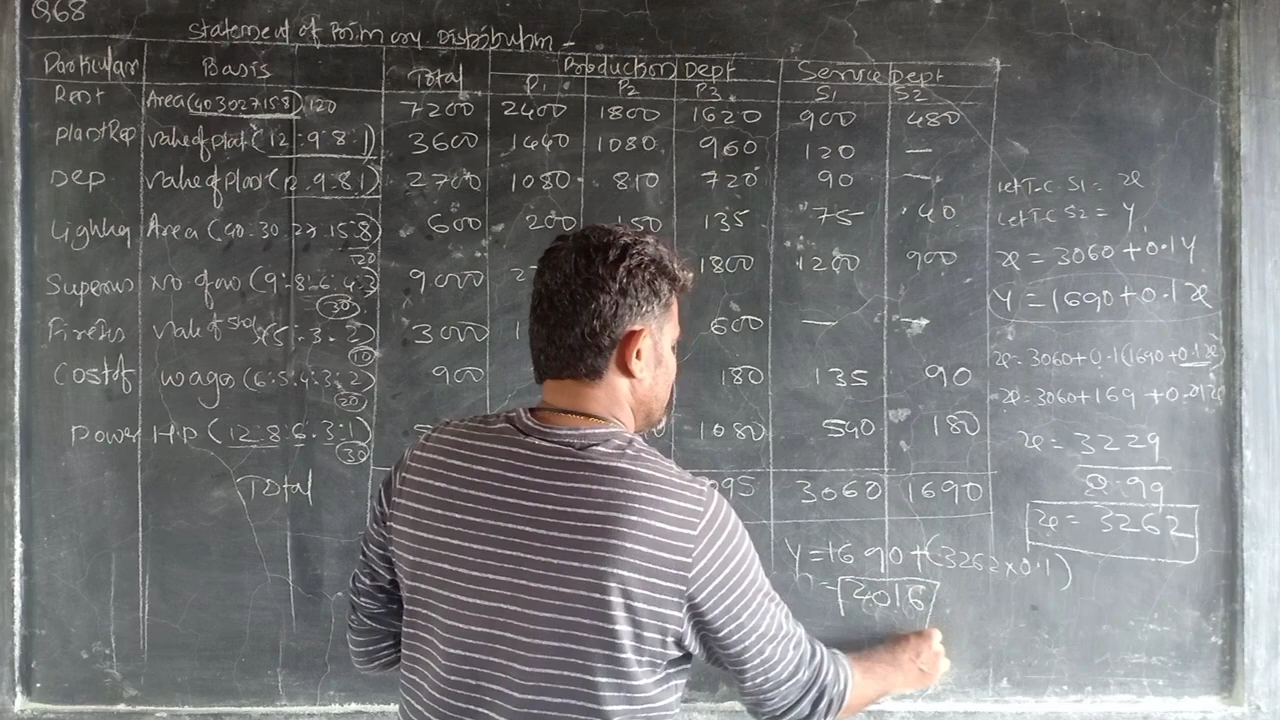 Q68
Statement of Primary Distribution -
Particular Basis Total Production Dept Service Dept
P1 P2 P3 S1 S2
Rent Area (40 30 27 15 8) 120 7200 2400 1800 1620 900 480
Plant Rep Value of plant (12:9:8:1) 3600 1440 1080 960 120 —
Dep Value of Plant (12.9.8.1) 2700 1080 810 720 90 —
Lighting Area (40:30 27.15:8) 120 600 200 150 135 75 40
No. of wo (9:8:6:4:3) 30 9000 1800 1200 900
Value of (5:3:2) 10 3000 600 — —
Cost of wages (6:5:4:3:2) 20 900 180 135 90
Power H.P (12:8:6:3:1) 30 1080 540 180
Total 095 3060 1690
Let T.C. S1 = x
Let T.C S2 = y
x = 3060 + 0.1y
y = 1690 + 0.1x
x = 3060 + 0.1(1690 + 0.1x)
x = 3060 + 169 + 0.01x
x = 3229
0.99
x = 3262
y = 1690 + (3262 x 0.1)
= 2016